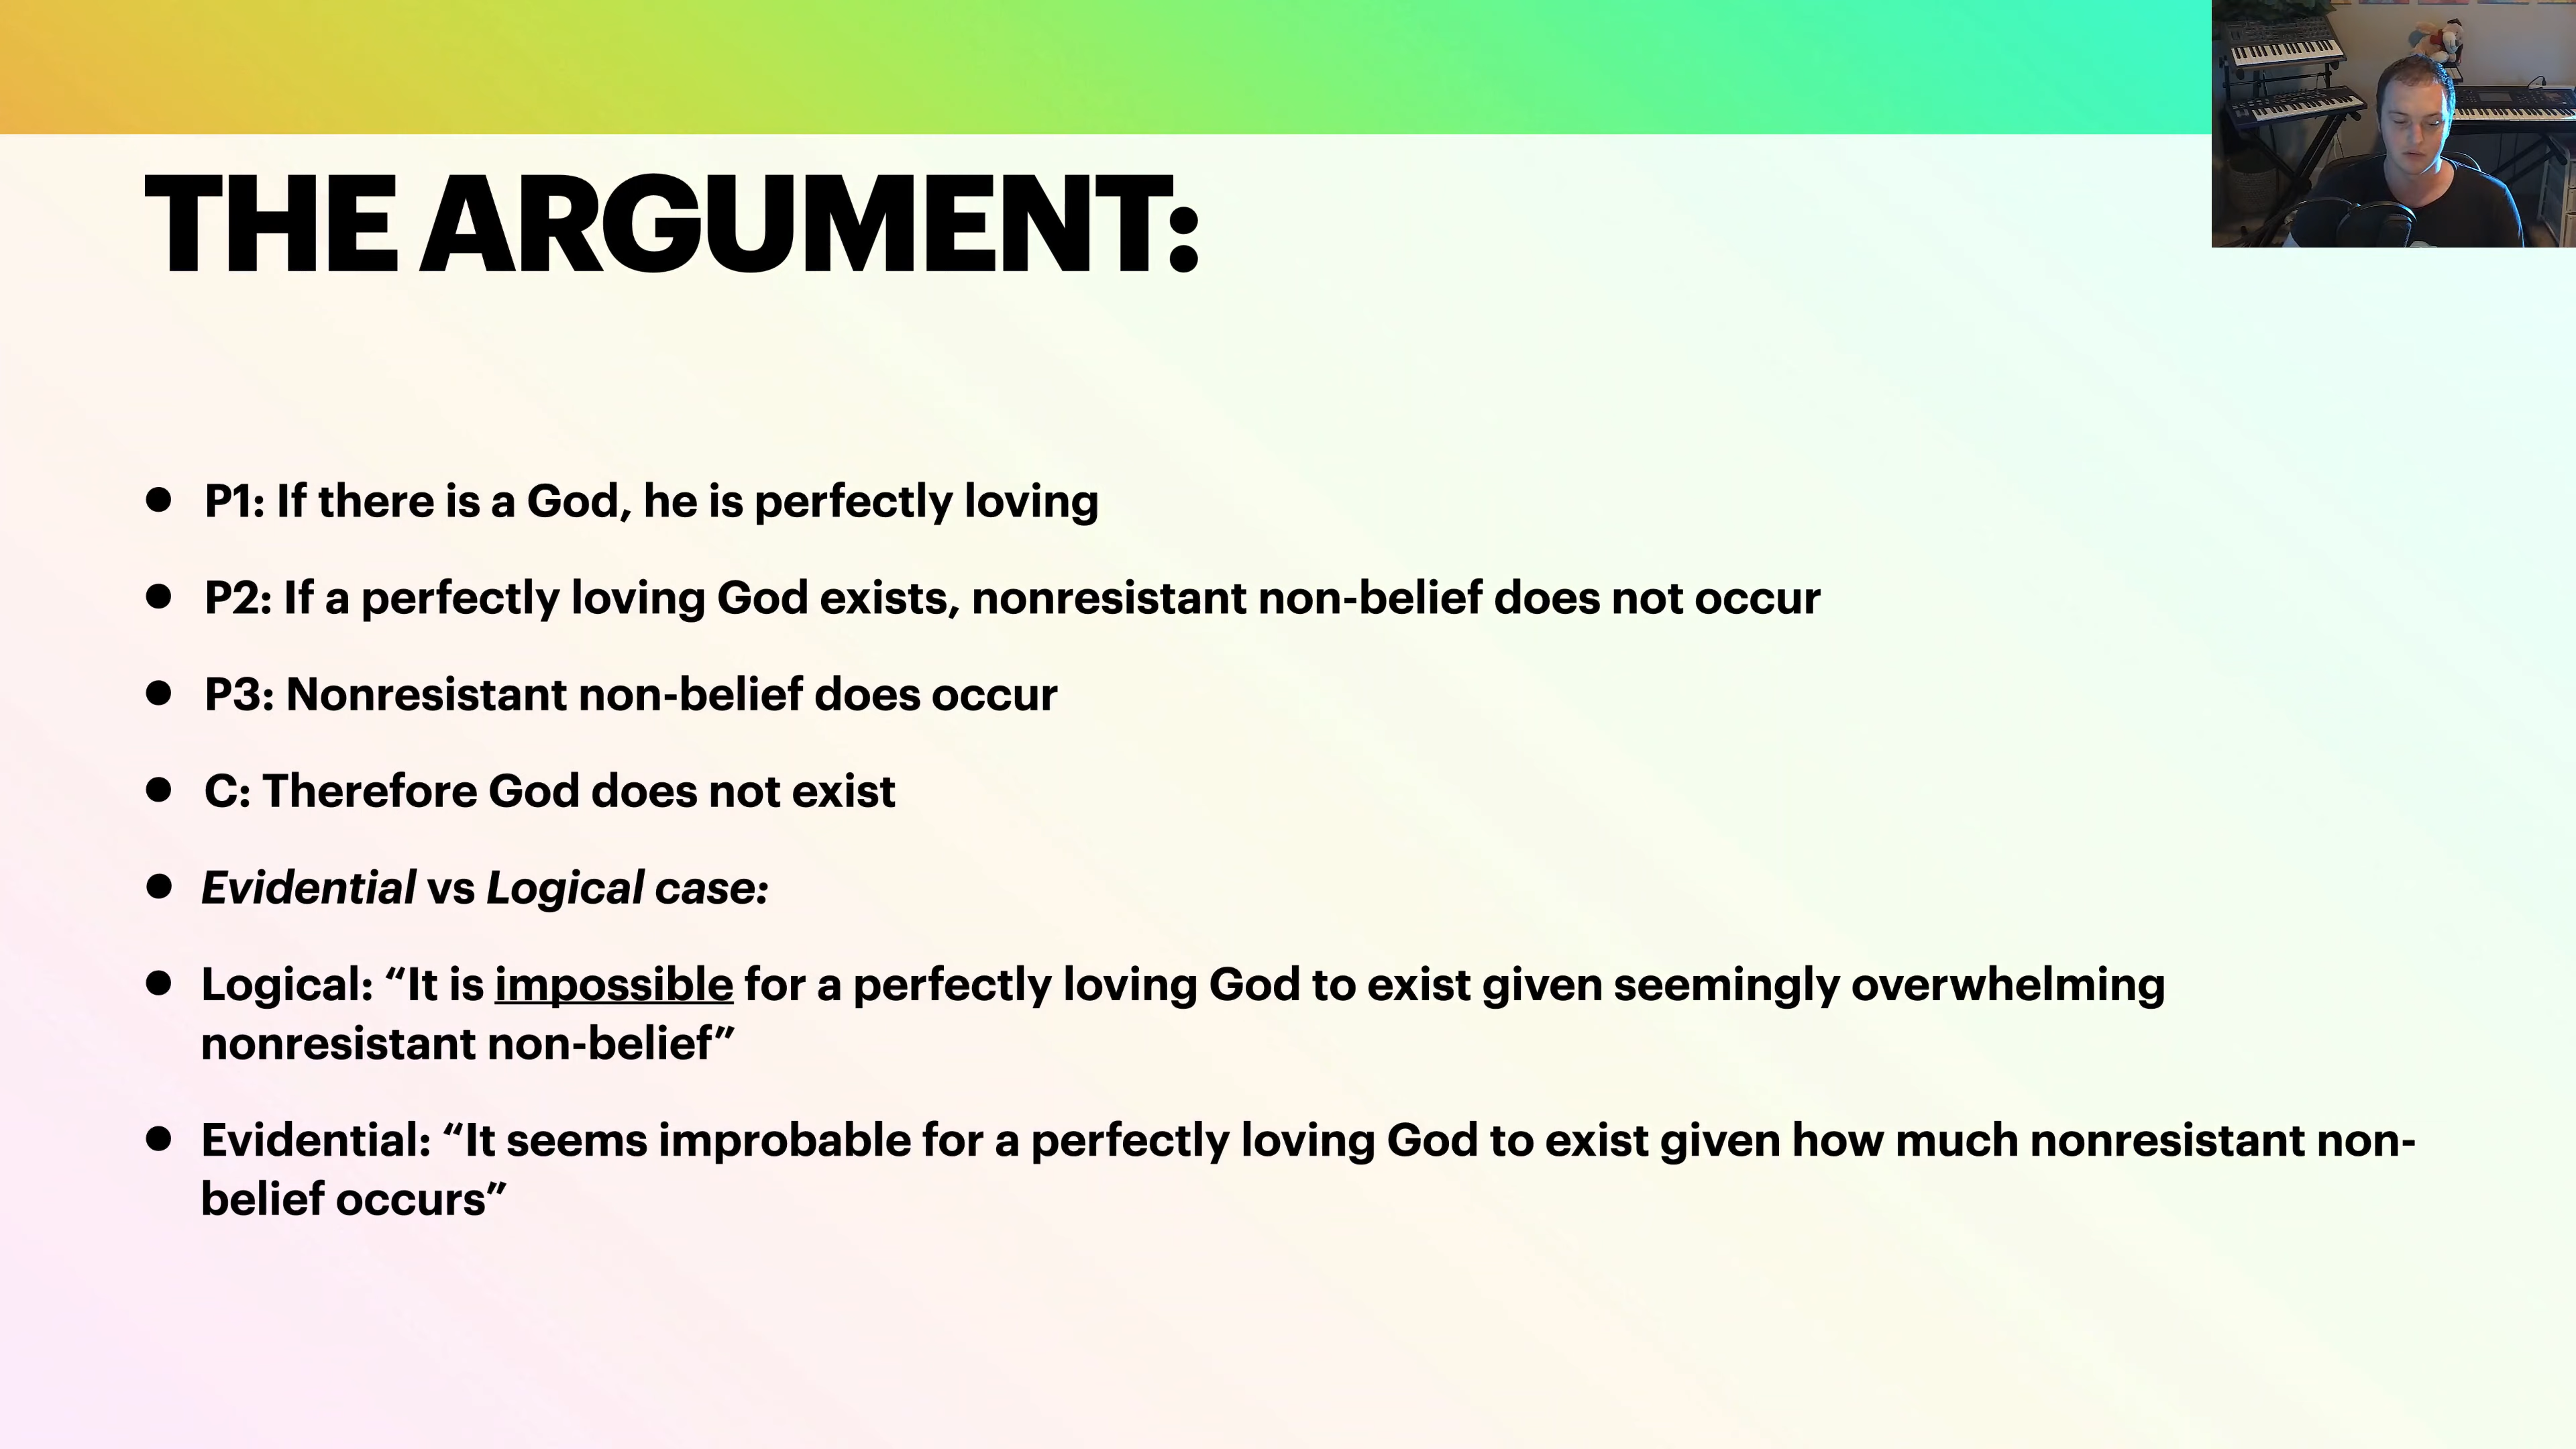 THE ARGUMENT:
● P1: If there is a God, he is perfectly loving
● P2: If a perfectly loving God exists, nonresistant non-belief does not occur
● P3: Nonresistant non-belief does occur
● C: Therefore God does not exist
● Evidential vs Logical case:
● Logical: “It is impossible for a perfectly loving God to exist given seemingly overwhelming
nonresistant non-belief”
● Evidential: “It seems improbable for a perfectly loving God to exist given how much nonresistant non-
belief occurs”